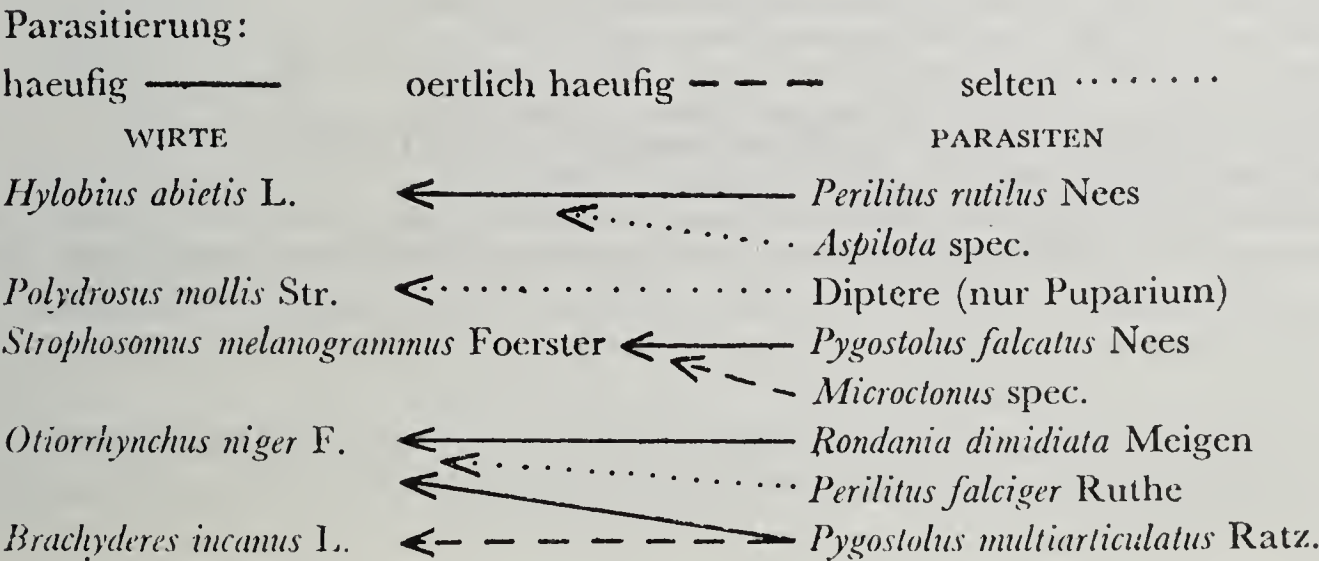 Parasitierung:
haeufig oertlich haeufig selten
WIRTE PARASITEN
Hylobius abietis L. Perilitus rutilus Nees
Aspilota spec.
Polydrosus mollis Str. Diptere (nur Puparium)
Strophosomus melanogrammus Foerster Pygostolus falcatus Nees
Microctonus spec.
Otiorrhynchus niger F. Rondania dimidiata Meigen
Perilitus falciger Ruthe
Brachyderes incanus L. Pygostolus multiarticulatus Ratz.